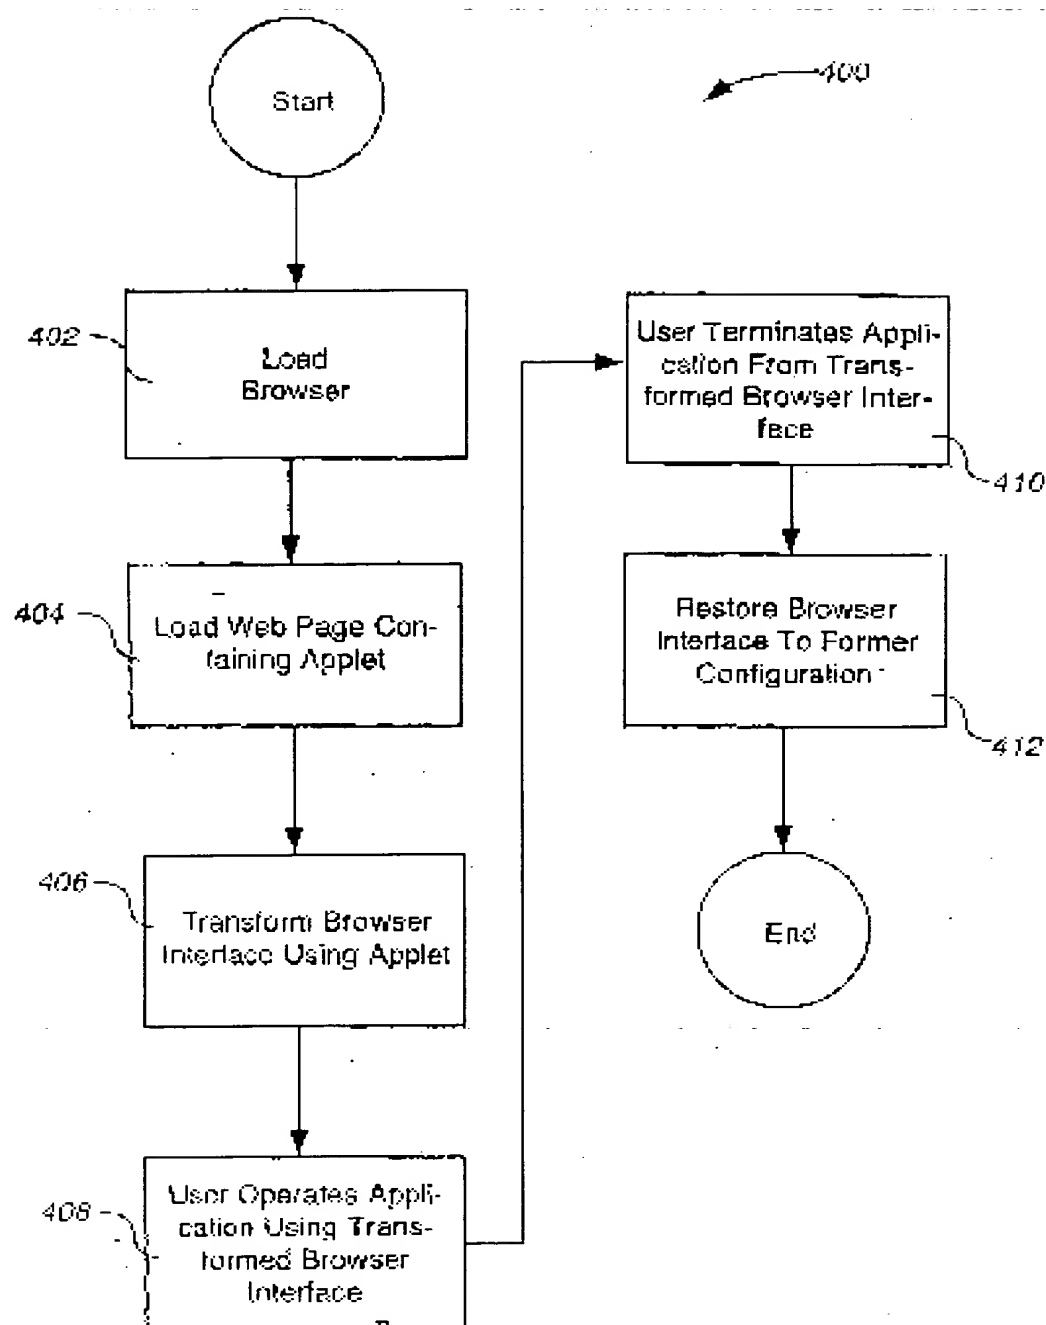 400
Start
402
Load
Browser
404
Load Web Page Con-
taining Applet
406
Transform Browser
Interface Using Applet
408
User Operates Appli-
cation Using Trans-
formed Browser
Interface
User Terminates Appli-
cation From Trans-
formed Browser Inter-
face
410
Restore Browser
Interface To Former
Configuration
412
End